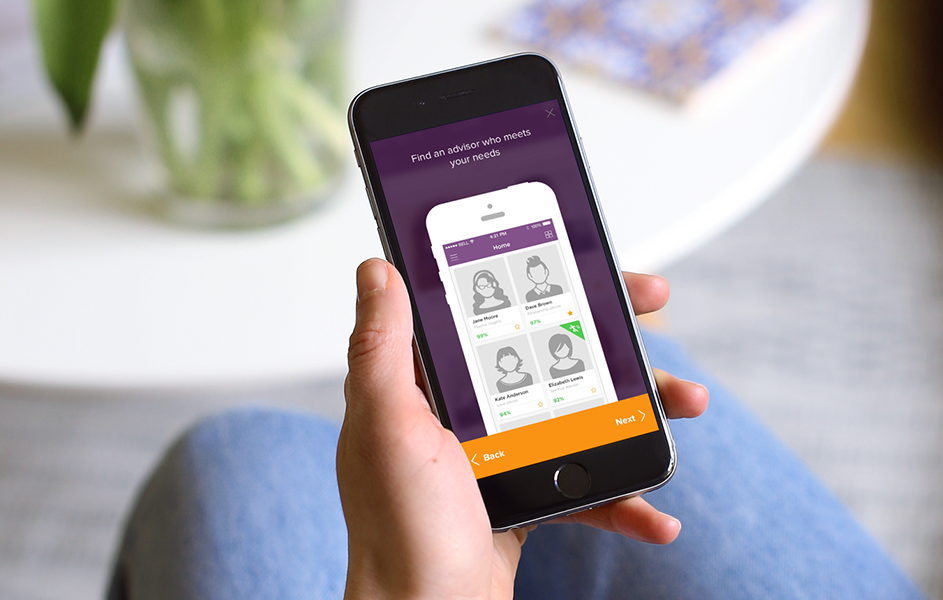 Find an advisor who meets
your needs
BELL 4:21 PM 100%
Home
Jane Moore
99%
Dave Brown
97%
Kate Anderson
94%
Elizabeth Lewis
92%
Back
Next